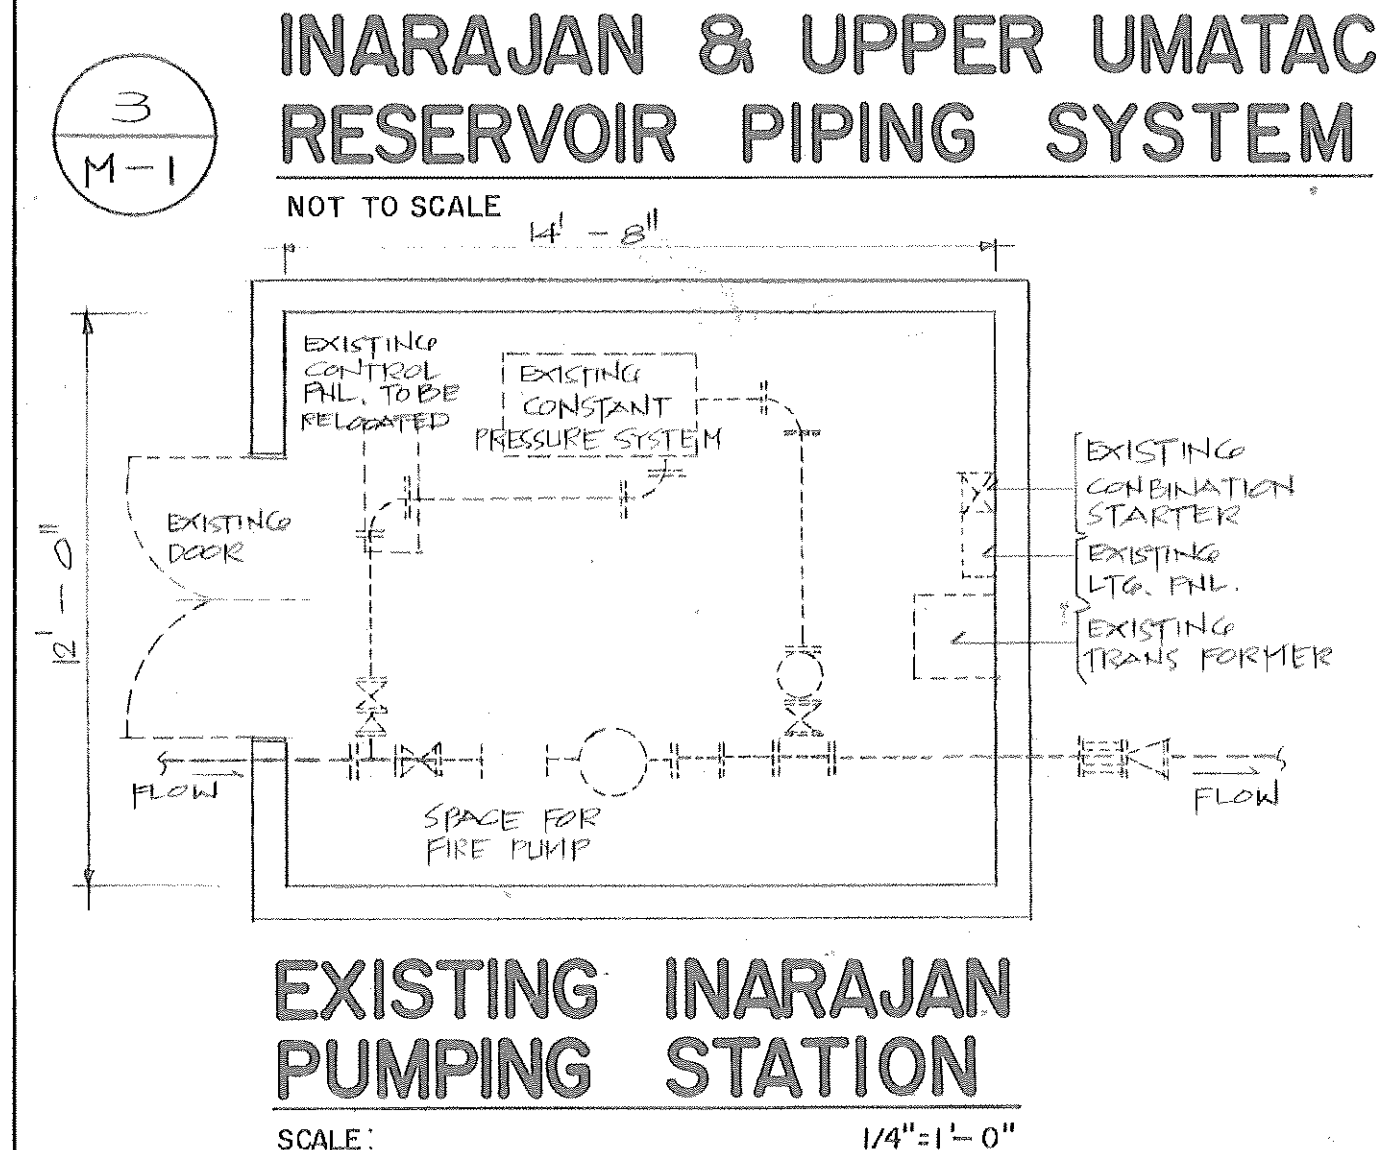 3
M-1
INARAJAN & UPPER UMATAC
RESERVOIR PIPING SYSTEM
NOT TO SCALE
14' - 8"
EXISTING
CONTROL
PNL. TO BE
RELOCATED
EXISTING
CONSTANT
PRESSURE SYSTEM
EXISTING
DOOR
12' - 0"
EXISTING
CONBINATION
STARTER
EXISTING
LTG. PNL.
EXISTING
TRANS FORMER
FLOW
SPACE FOR
FIRE PUMP
FLOW
EXISTING INARAJAN
PUMPING STATION
SCALE: 1/4"=1'-0"